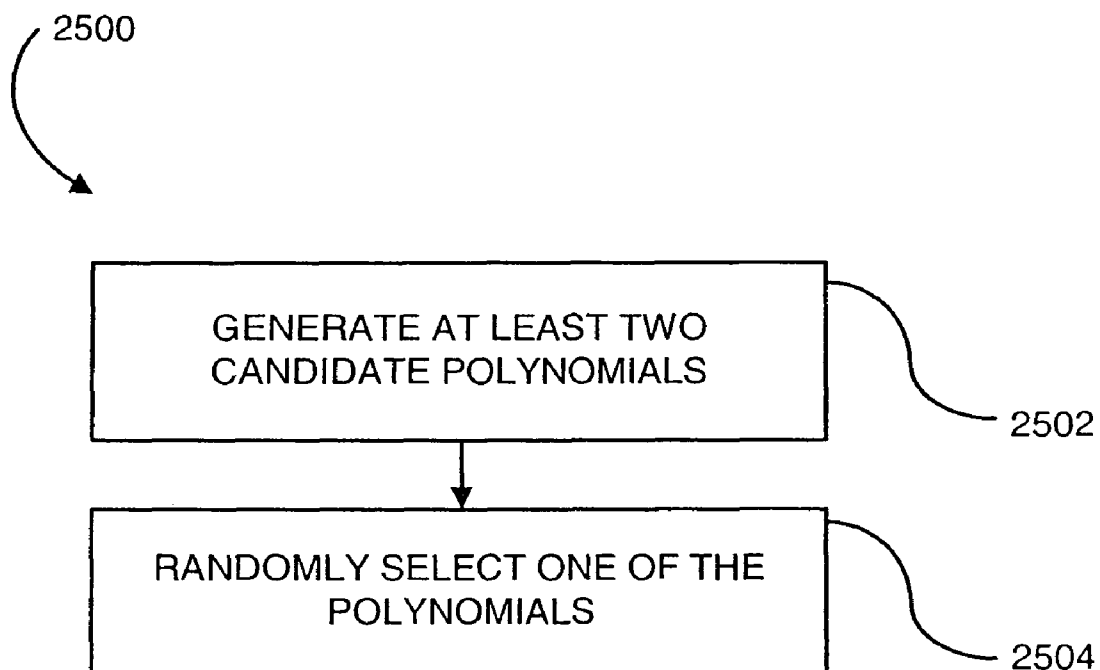 2500
GENERATE AT LEAST TWO
CANDIDATE POLYNOMIALS
2502
RANDOMLY SELECT ONE OF THE
POLYNOMIALS
2504